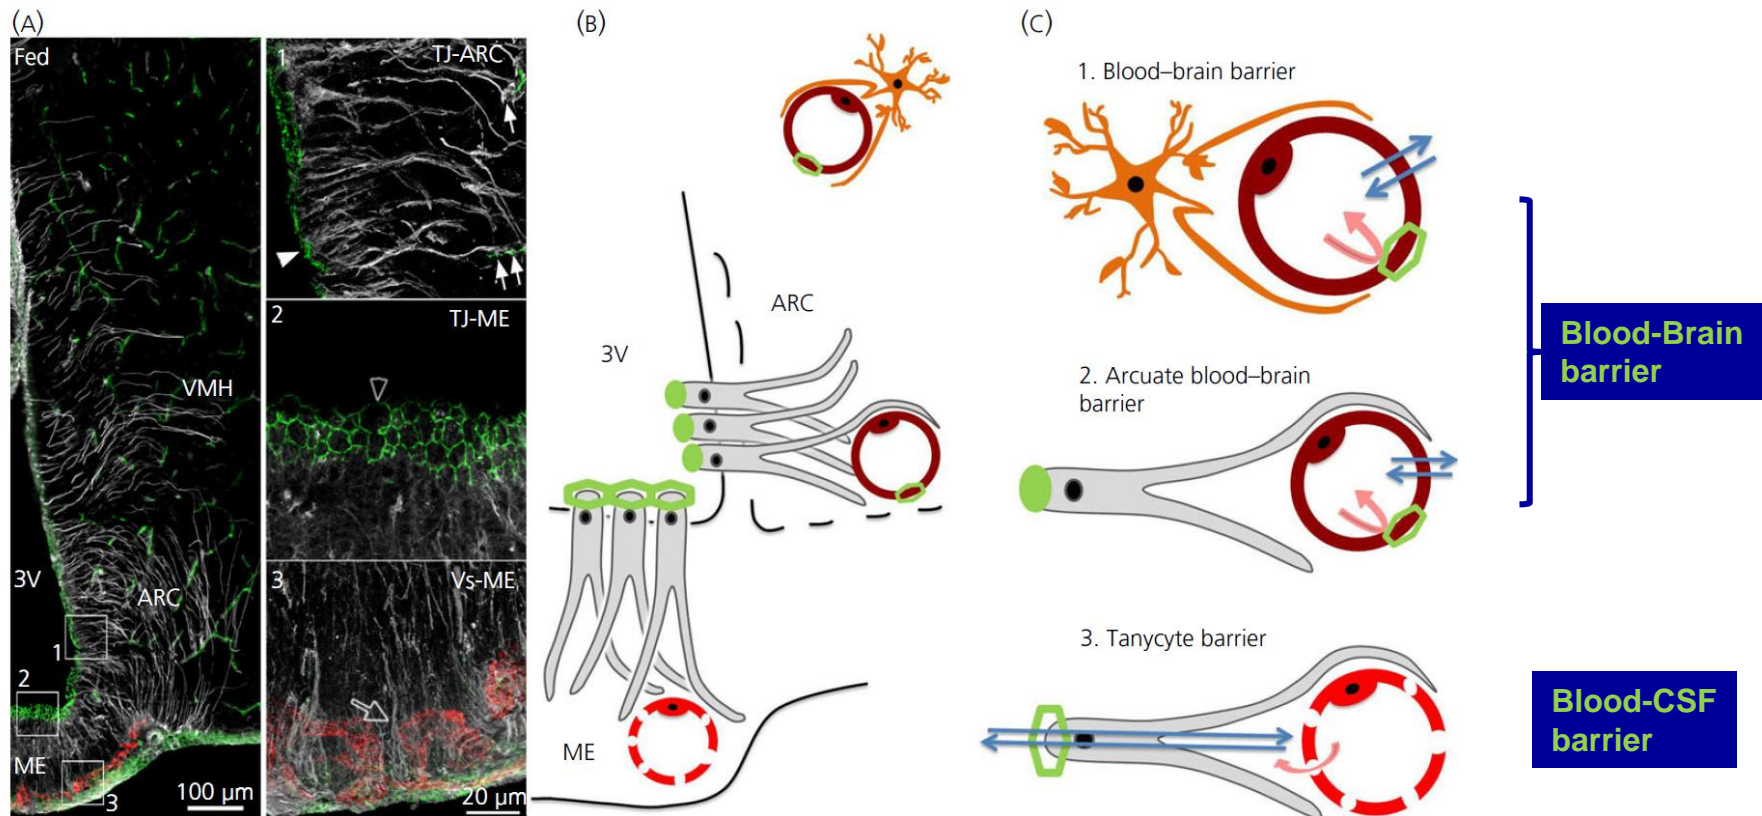 (A)
Fed
VMH
3V
ARC
1
2
ME
3
100 µm
1
TJ-ARC
2
TJ-ME
3
Vs-ME
20 µm
(B)
ARC
3V
ME
(C)
1. Blood–brain barrier
2. Arcuate blood–brain
barrier
3. Tanycyte barrier
Blood-Brain
barrier
Blood-CSF
barrier